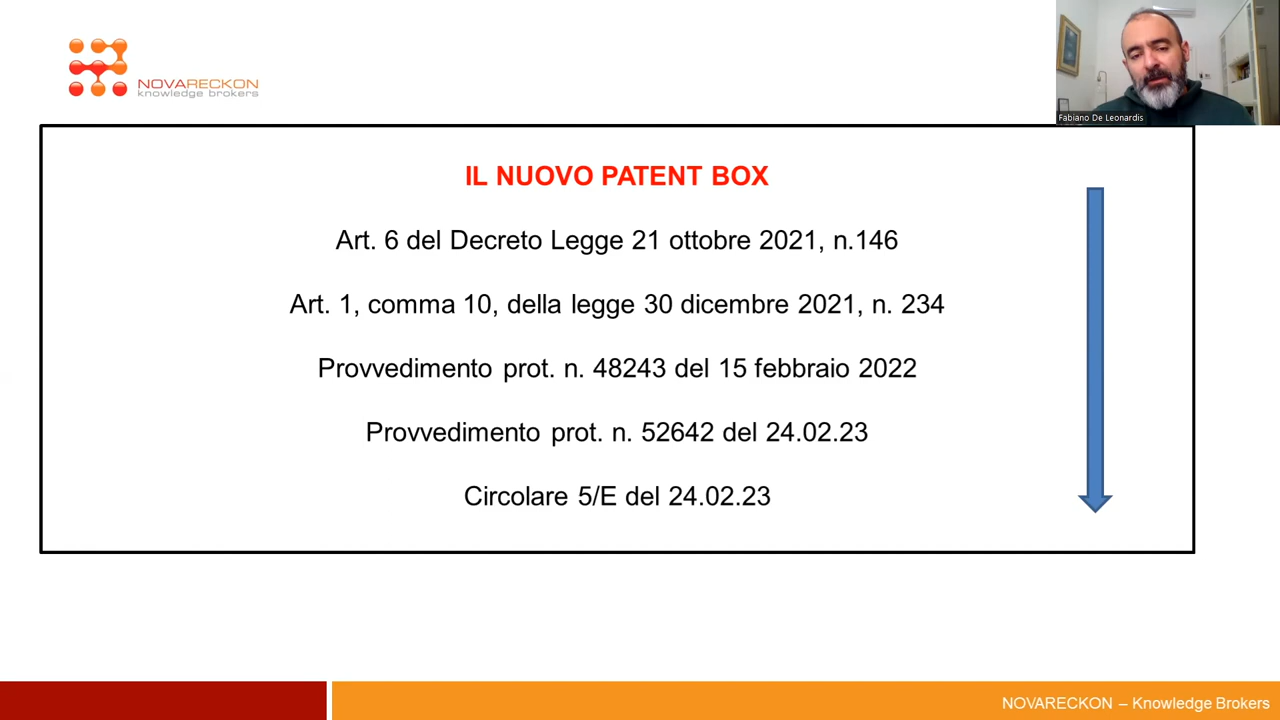 NOVARECKON
knowledge brokers
Fabiano De Leonardis
IL NUOVO PATENT BOX
Art. 6 del Decreto Legge 21 ottobre 2021, n.146
Art. 1, comma 10, della legge 30 dicembre 2021, n. 234
Provvedimento prot. n. 48243 del 15 febbraio 2022
Provvedimento prot. n. 52642 del 24.02.23
Circolare 5/E del 24.02.23
NOVARECKON – Knowledge Brokers